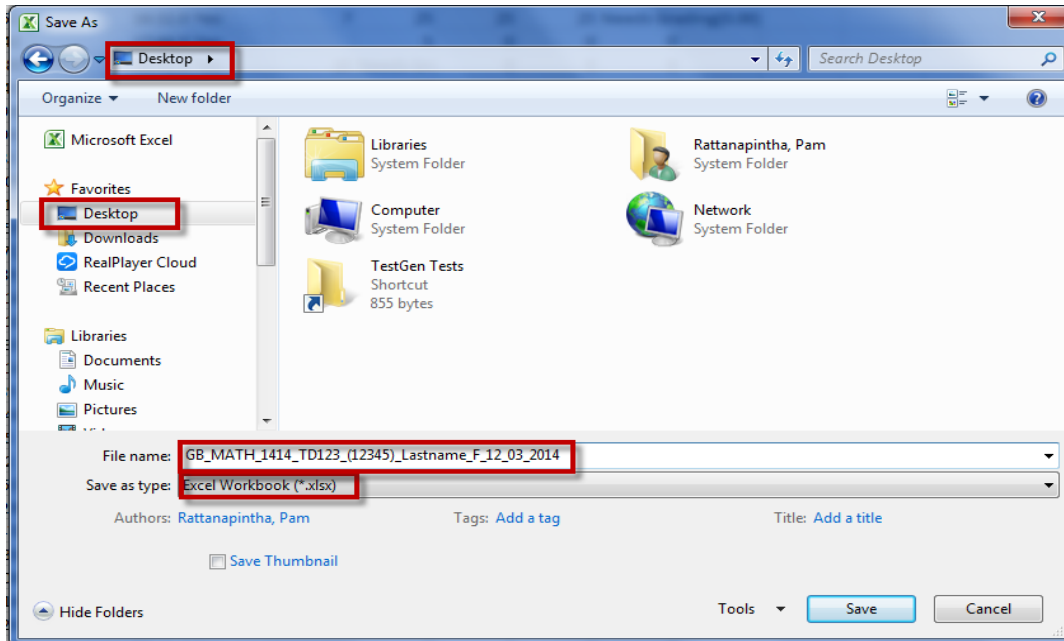 Save As
Desktop
Search Desktop
Organize
New folder
Microsoft Excel
Favorites
Desktop
Downloads
RealPlayer Cloud
Recent Places
Libraries
Documents
Music
Pictures
Libraries
System Folder
Rattanapintha, Pam
System Folder
Computer
System Folder
Network
System Folder
TestGen Tests
Shortcut
855 bytes
File name: GB_MATH_1414_TD123_(12345)_Lastname_F_12_03_2014
Save as type: Excel Workbook (*.xlsx)
Authors: Rattanapintha, Pam Tags: Add a tag Title: Add a title
Save Thumbnail
Hide Folders
Tools
Save
Cancel